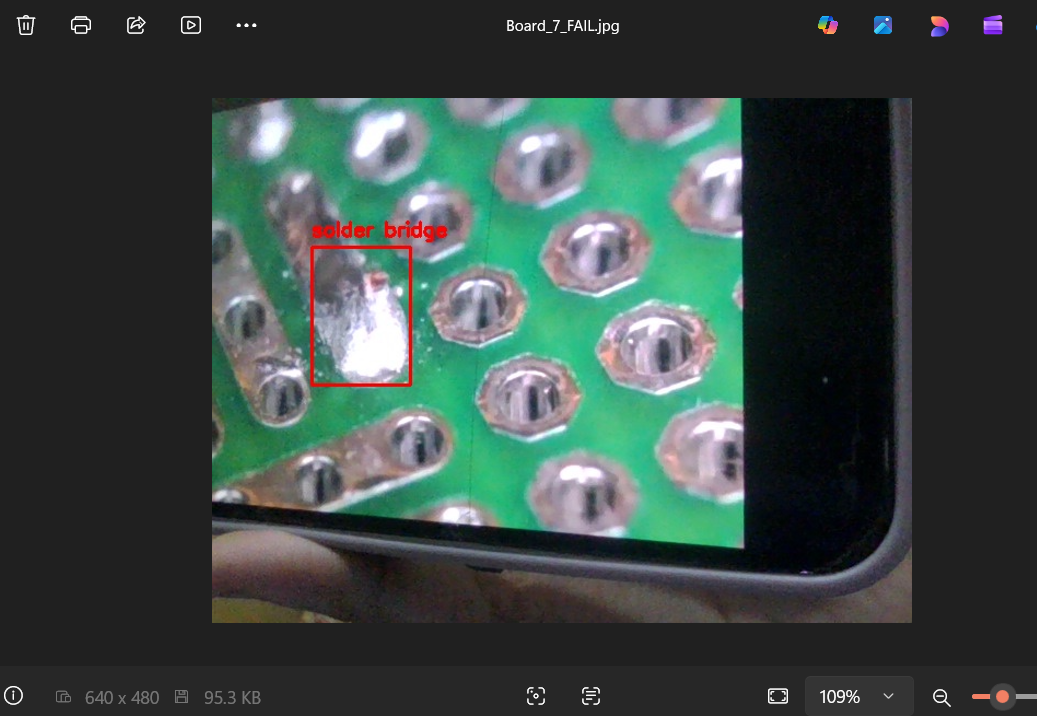 Board_7_FAIL.jpg
solder bridge
640 x 480
95.3 KB
109%